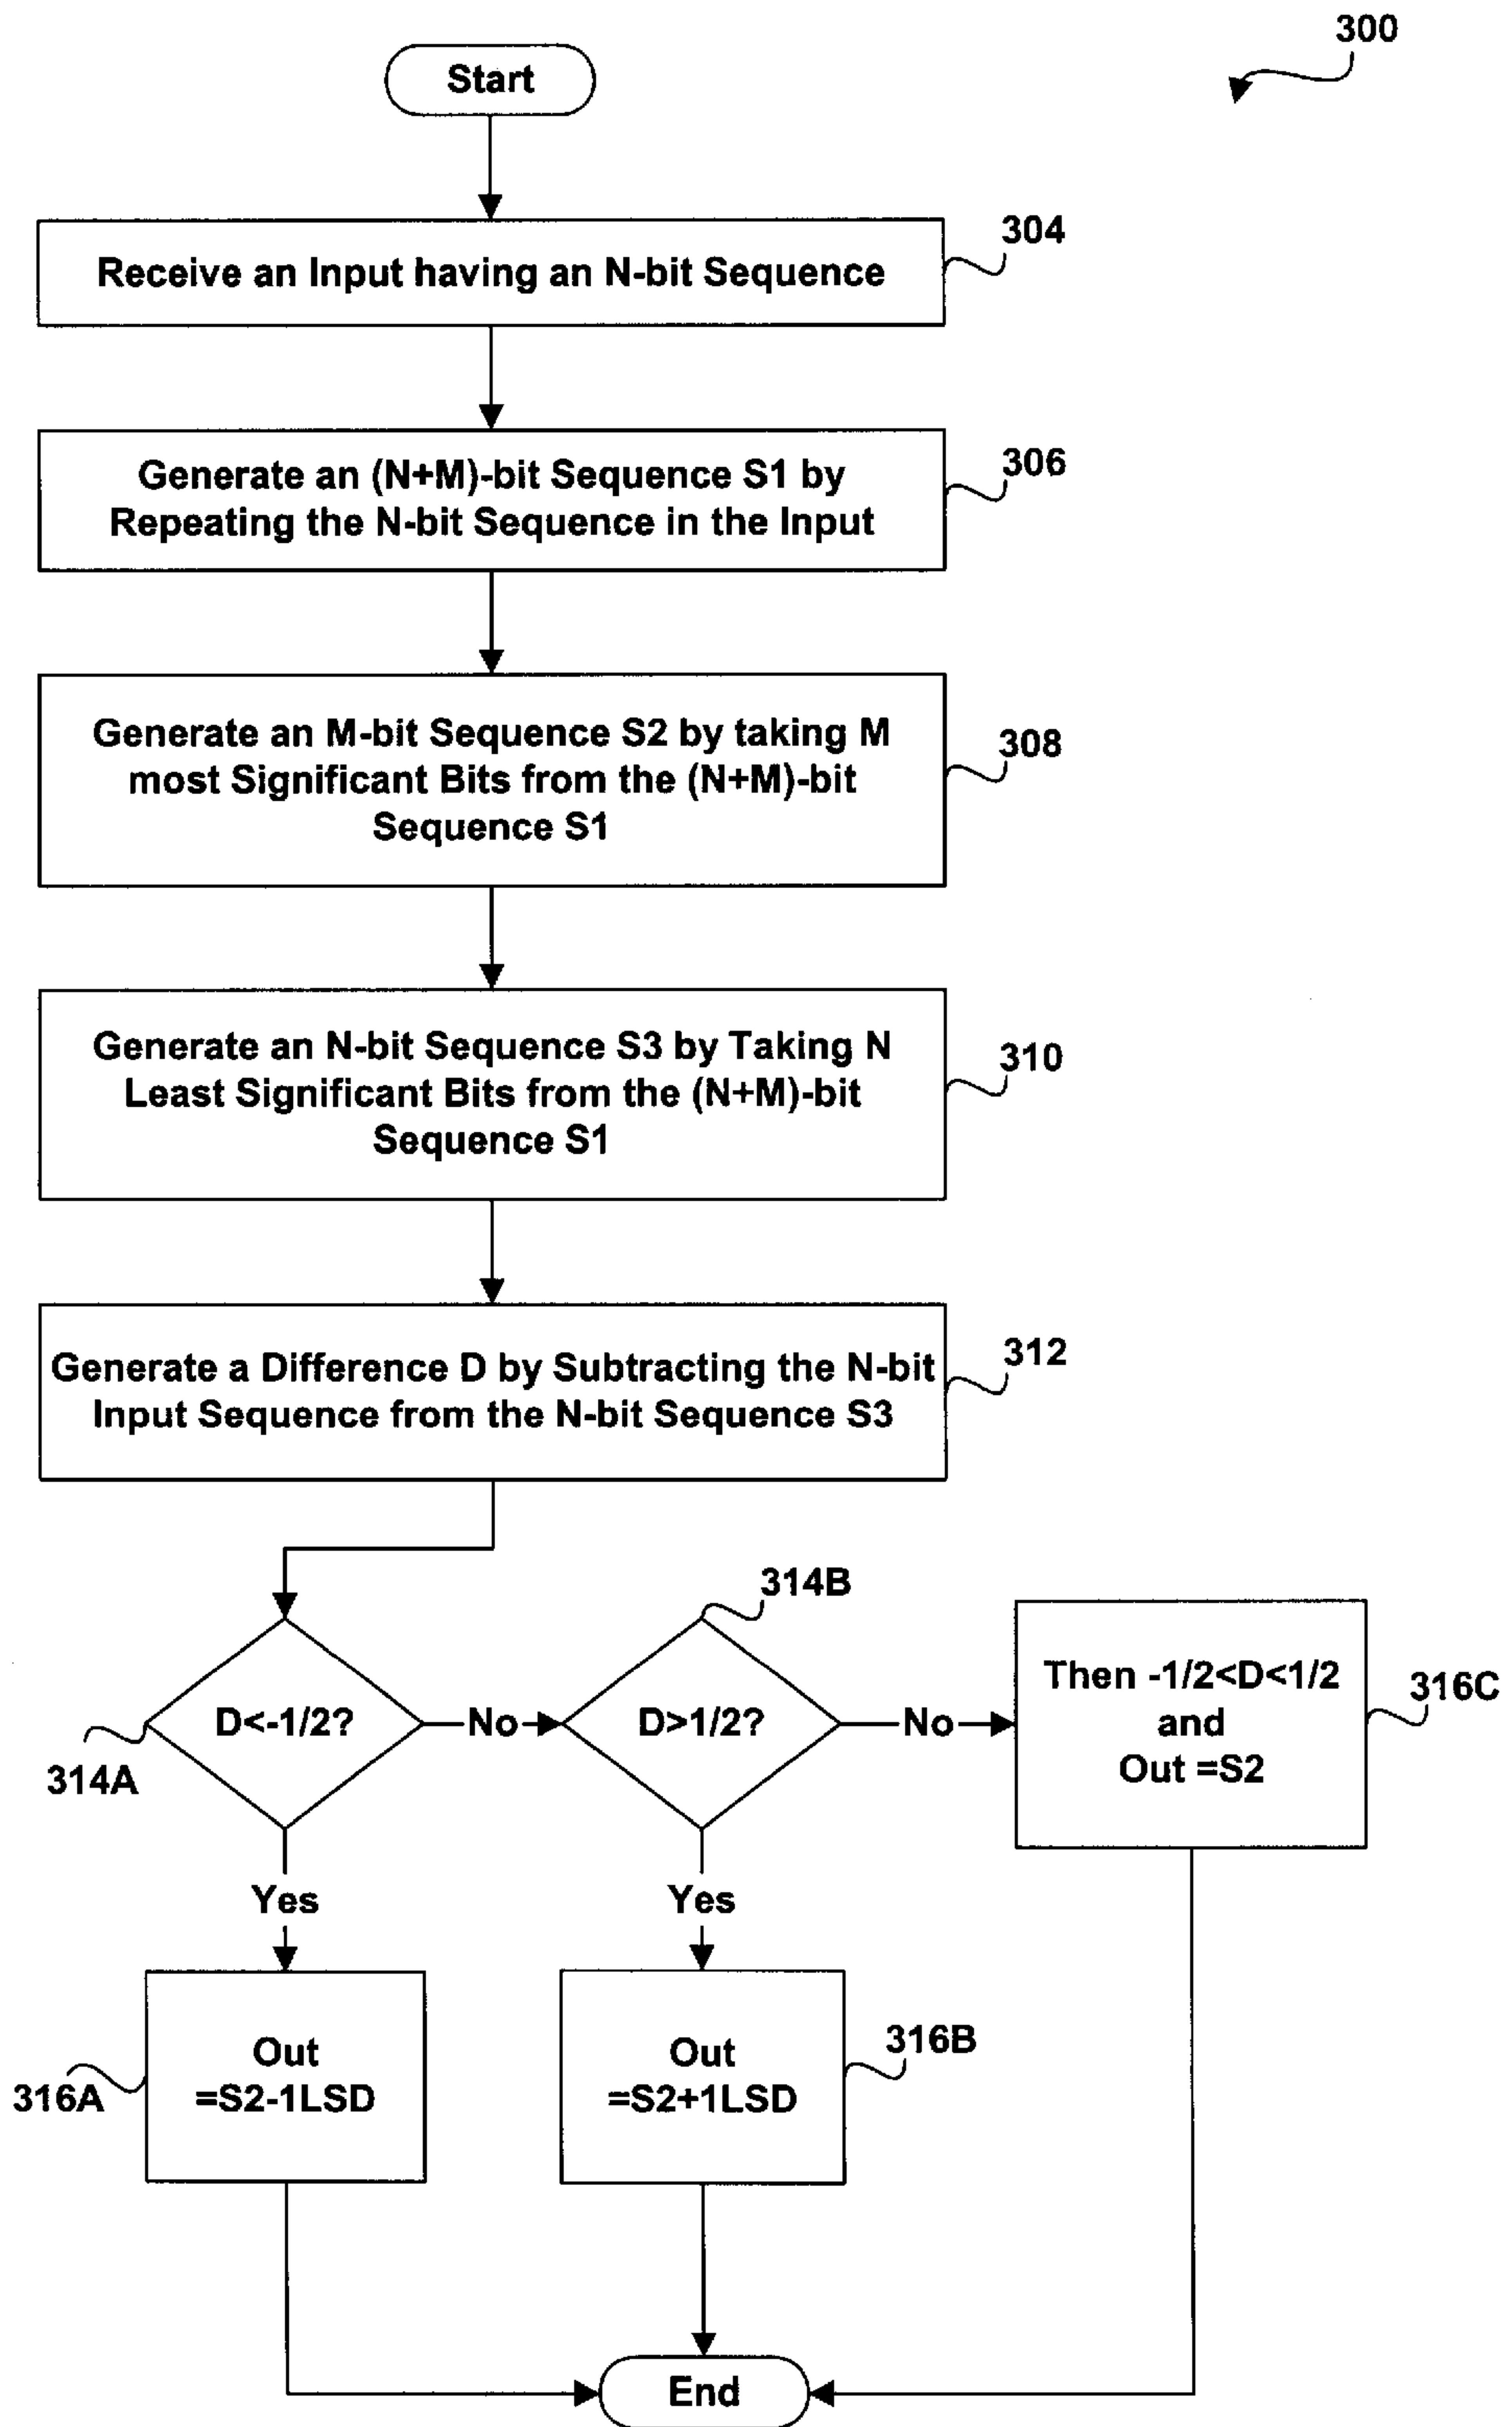 300
Start
304
Receive an Input having an N-bit Sequence
306
Generate an (N+M)-bit Sequence S1 by
Repeating the N-bit Sequence in the Input
308
Generate an M-bit Sequence S2 by taking M
most Significant Bits from the (N+M)-bit
Sequence S1
310
Generate an N-bit Sequence S3 by Taking N
Least Significant Bits from the (N+M)-bit
Sequence S1
312
Generate a Difference D by Subtracting the N-bit
Input Sequence from the N-bit Sequence S3
314A
D<-1/2?
No
314B
D>1/2?
No
316C
Then -1/2<D<1/2
and
Out =S2
Yes
Yes
316A
Out
=S2-1LSD
316B
Out
=S2+1LSD
End